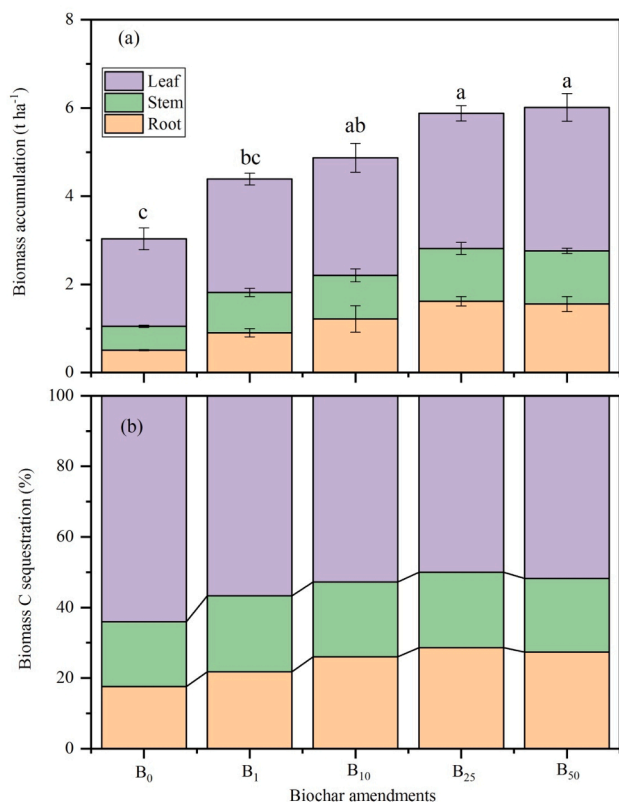 (a)
Leaf
Stem
Root
c
bc
ab
a
a
Biomass accumulation (t ha⁻¹)
8
6
4
2
0
(b)
Biomass C sequestration (%)
100
80
60
40
20
0
B₀ B₁ B₁₀ B₂₅ B₅₀
Biochar amendments